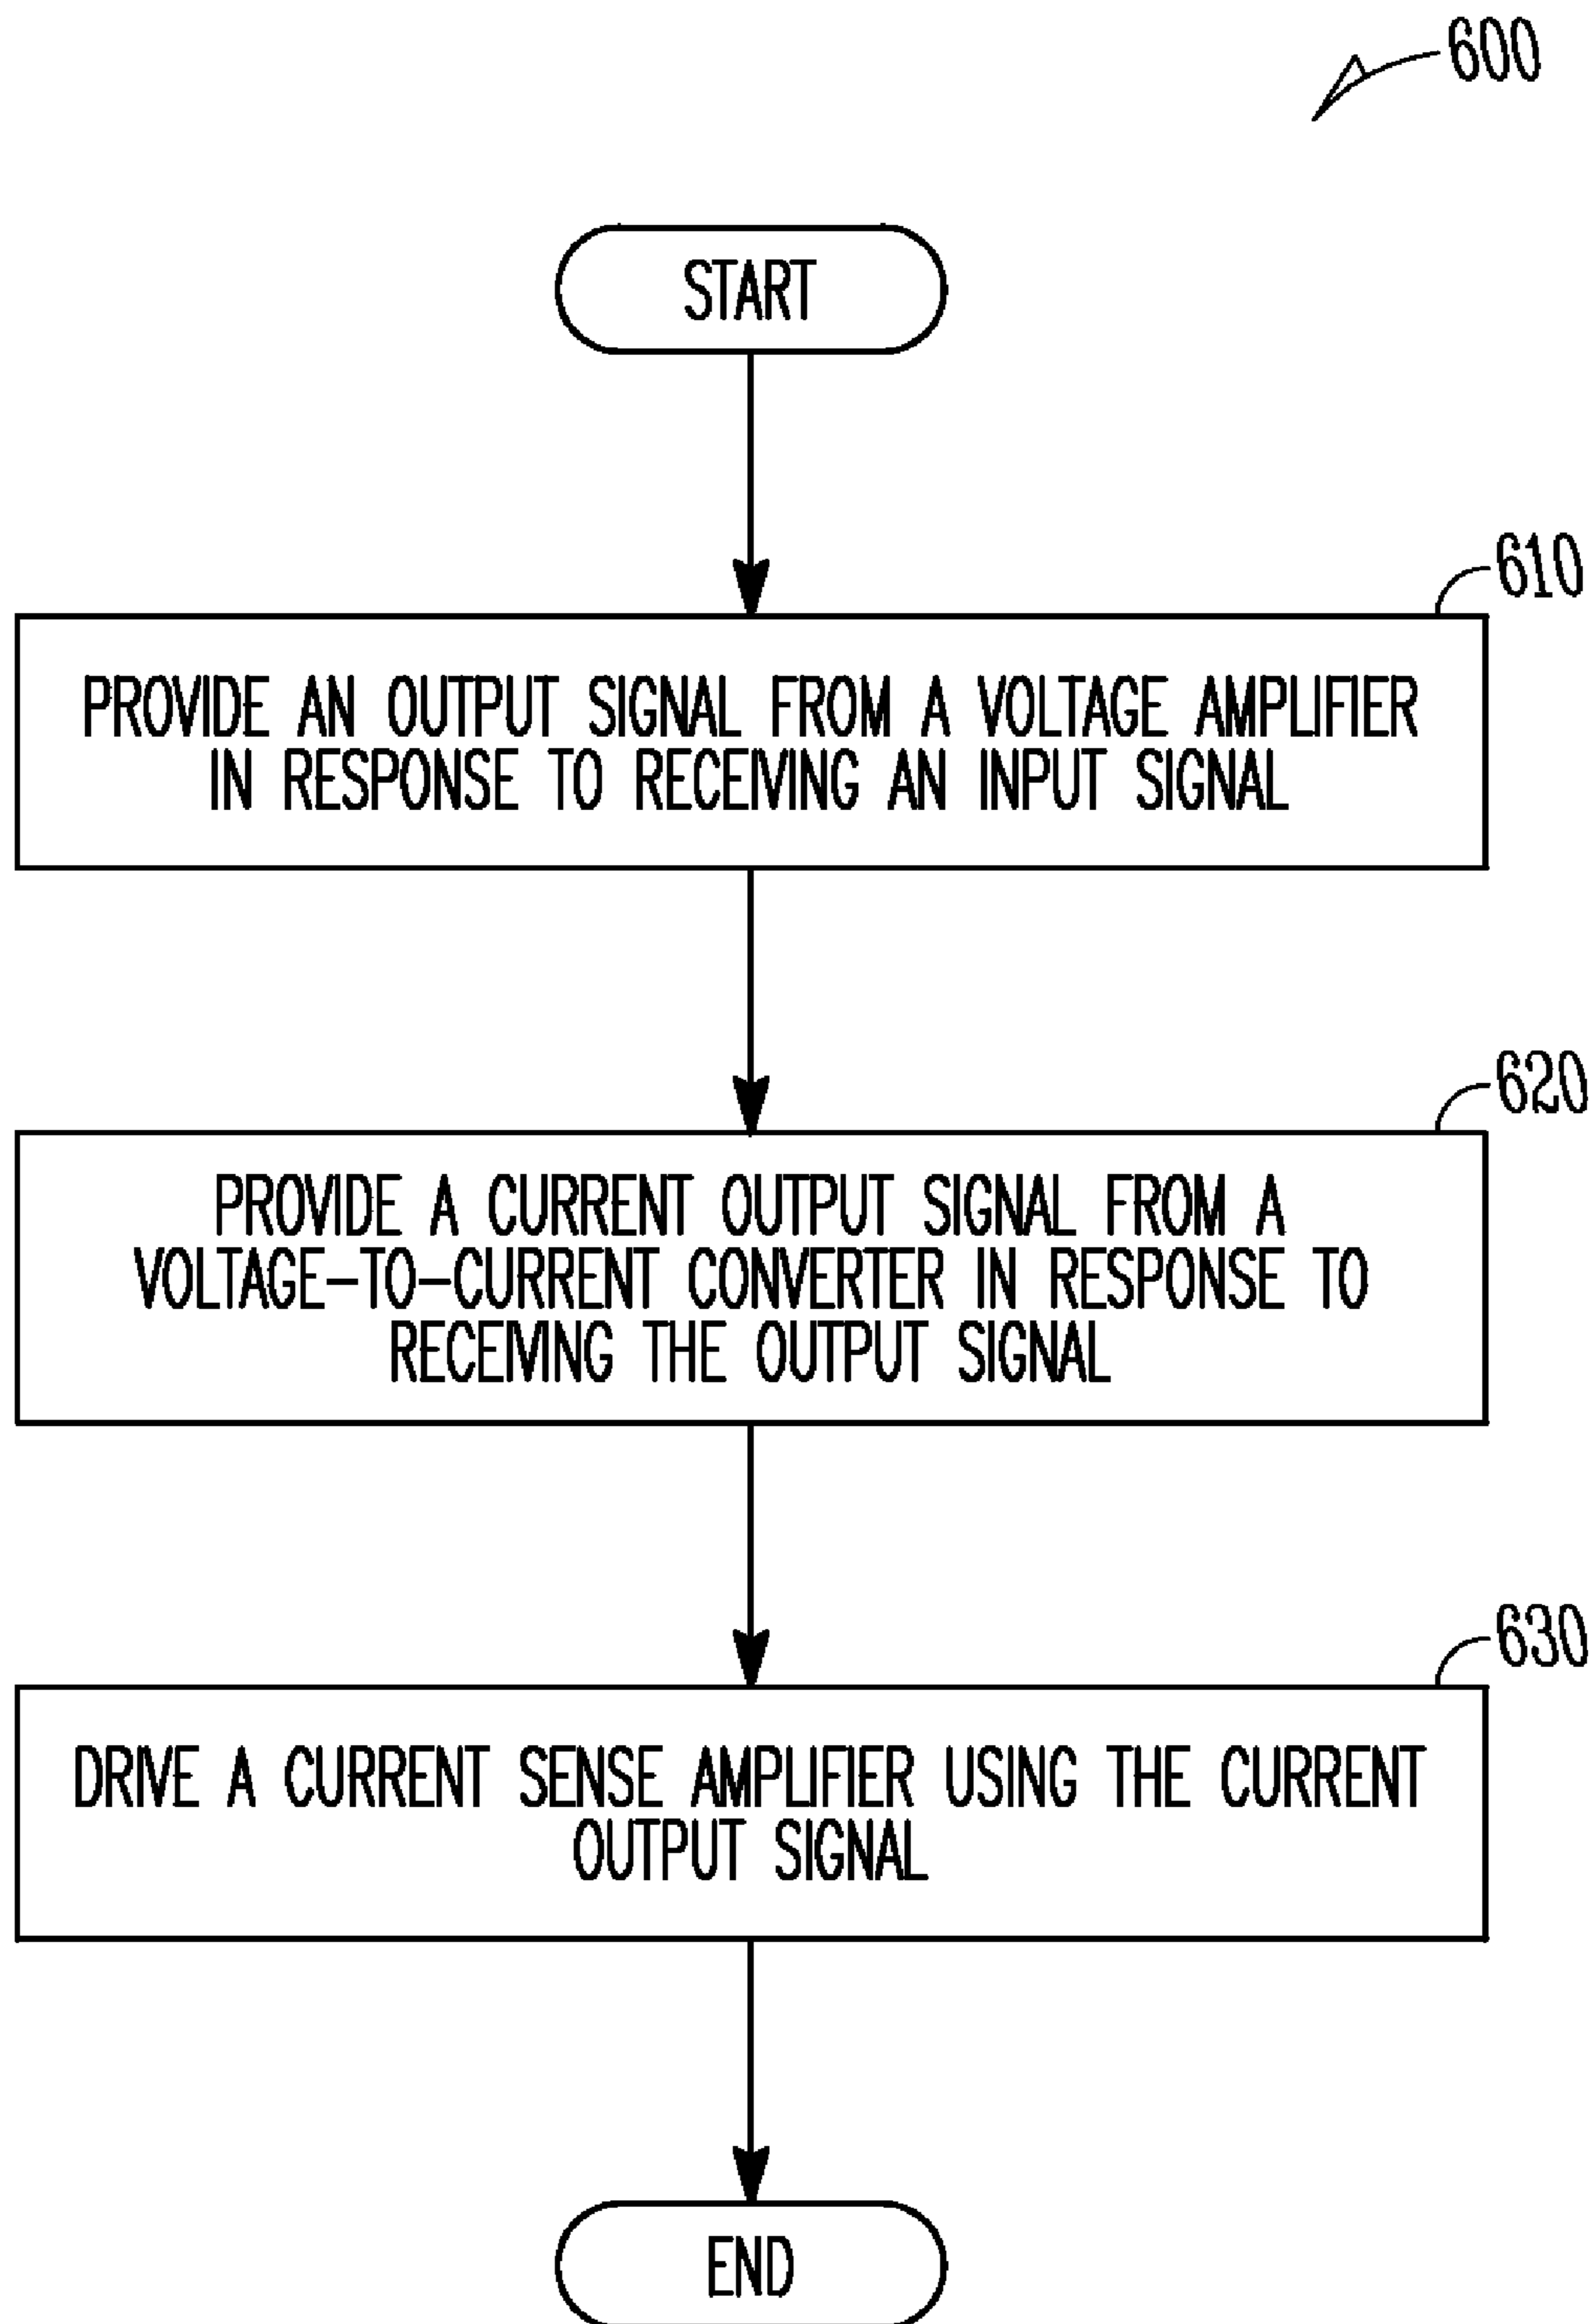 600
START
610
PROVIDE AN OUTPUT SIGNAL FROM A VOLTAGE AMPLIFIER
IN RESPONSE TO RECEIVING AN INPUT SIGNAL
620
PROVIDE A CURRENT OUTPUT SIGNAL FROM A
VOLTAGE-TO-CURRENT CONVERTER IN RESPONSE TO
RECEIVING THE OUTPUT SIGNAL
630
DRIVE A CURRENT SENSE AMPLIFIER USING THE CURRENT
OUTPUT SIGNAL
END